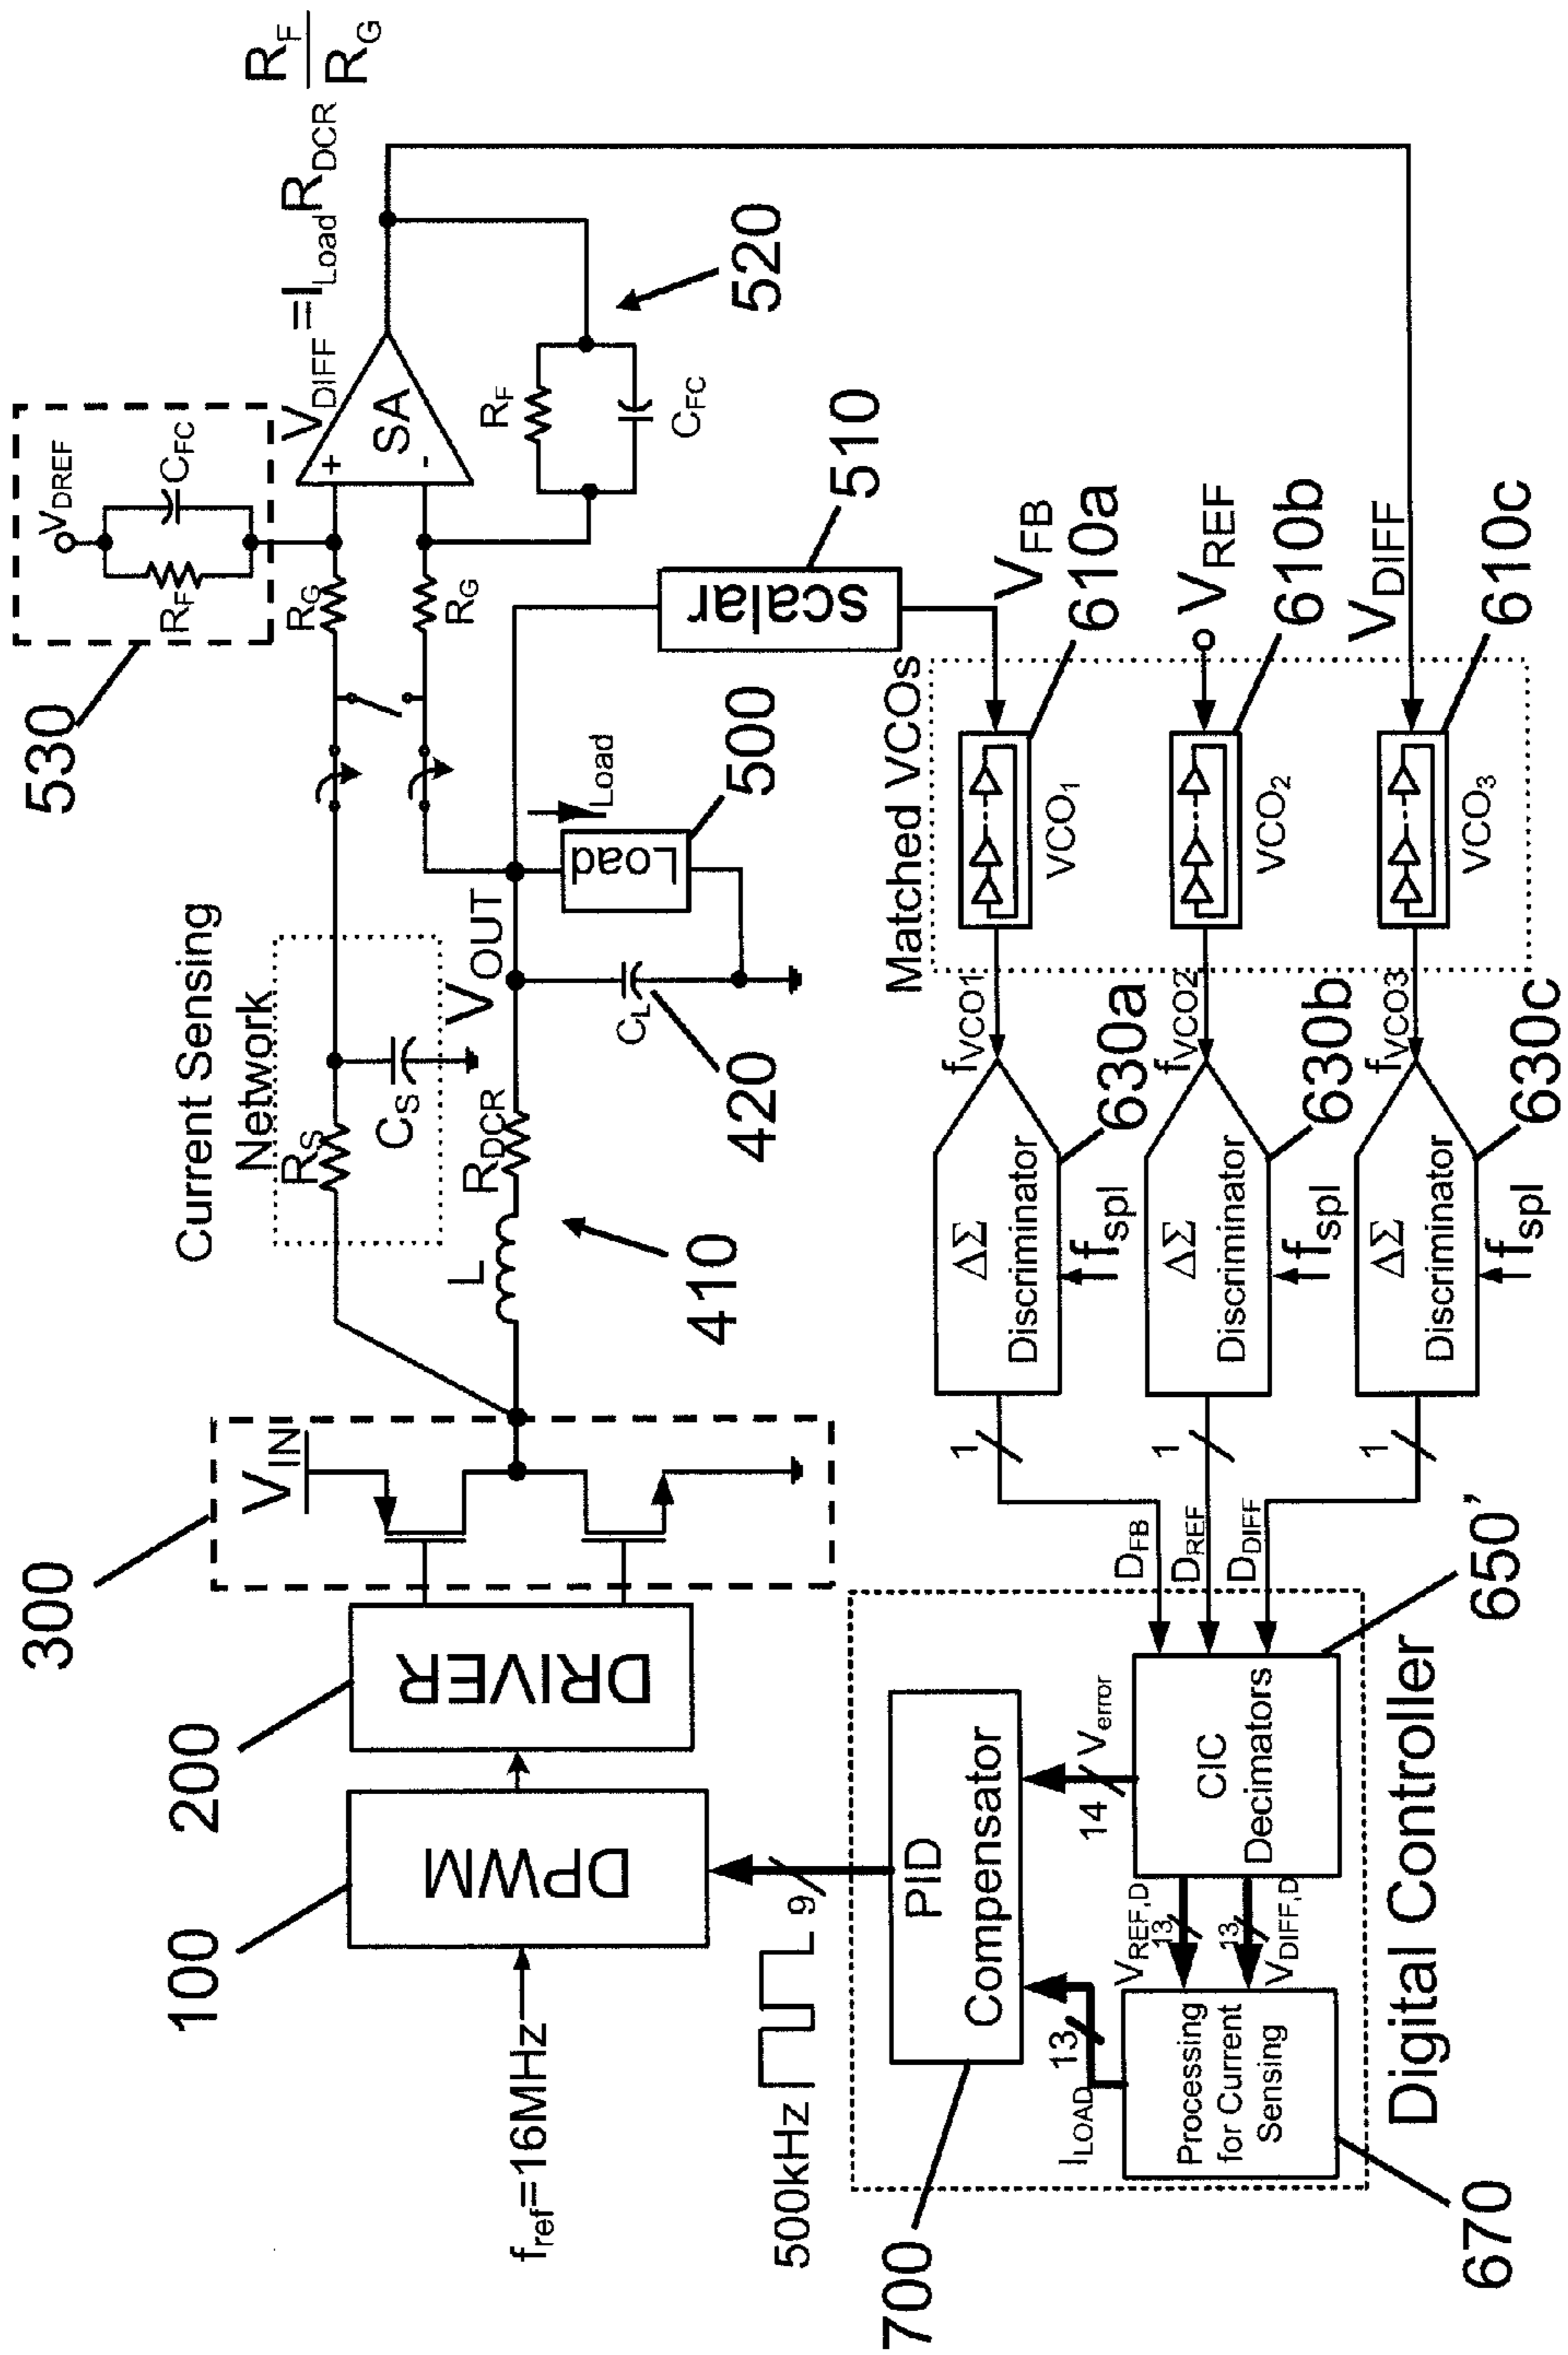 530
V_DREF
R_F
C_FC
V_DIFF=I_Load R_DCR R_F/R_G
R_G
R_G
+
-
SA
R_F
C_FC
520
Current Sensing
Network
R_S
C_S
300
V_IN
200
DRIVER
100
DPWM
f_ref=16MHz
500kHz
9
L
R_DCR
410
V_OUT
C_L
420
I_Load
Load
500
scalar
510
V_FB
Matched VCOs
610a
VCO_1
V_REF
610b
VCO_2
V_DIFF
610c
VCO_3
f_VCO1
630a
ΔΣ
Discriminator
f_spl
f_VCO2
630b
ΔΣ
Discriminator
f_spl
f_VCO3
630c
ΔΣ
Discriminator
f_spl
1
1
1
D_FB
D_REF
D_DIFF
650'
CIC
Decimators
14
V_error
PID
Compensator
700
V_REF,D
13
13
V_DIFF,D
Processing
for Current
Sensing
670
I_LOAD
13
Digital Controller